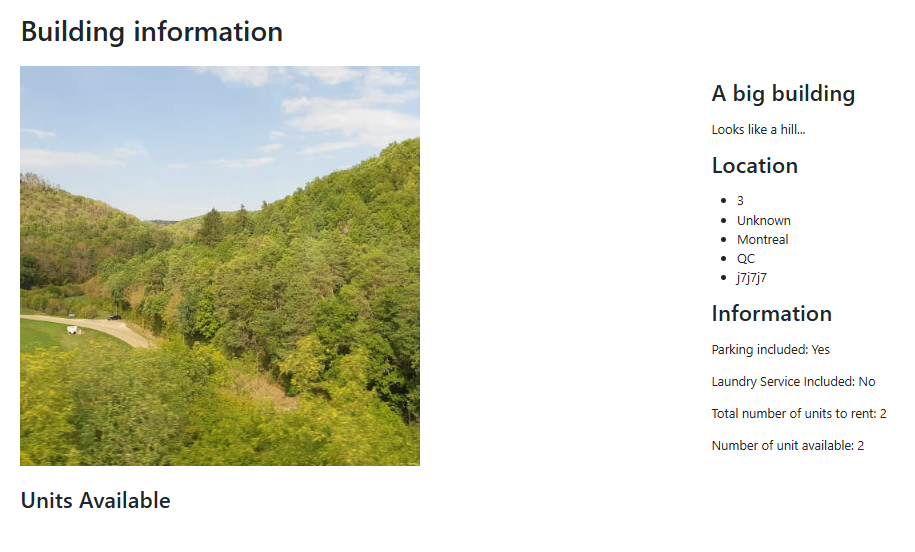 Building information
A big building
Looks like a hill...
Location
3
Unknown
Montreal
QC
j7j7j7
Information
Parking included: Yes
Laundry Service Included: No
Total number of units to rent: 2
Number of unit available: 2
Units Available